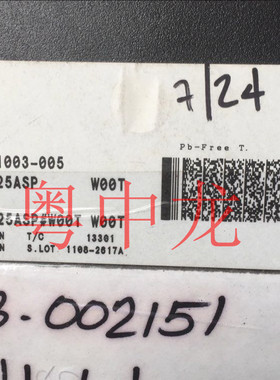 7/24
Pb-Free T.
1003-005
25ASP W00T
25ASP#W00T W00T
粤中龙
N T/C 13301
N S.LOT 1108-2617A
3-002151